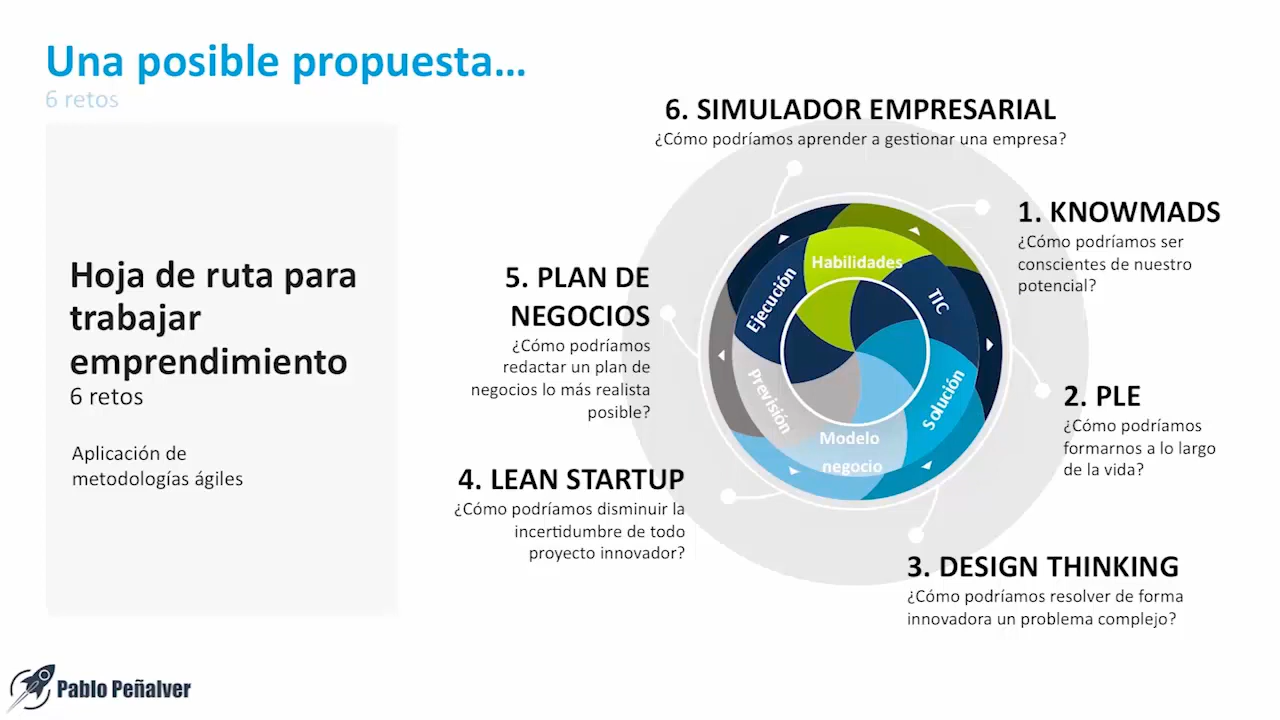 Una posible propuesta...
6 retos
Hoja de ruta para
trabajar
emprendimiento
6 retos
Aplicación de
metodologías ágiles
6. SIMULADOR EMPRESARIAL
¿Cómo podríamos aprender a gestionar una empresa?
1. KNOWMADS
¿Cómo podríamos ser
conscientes de nuestro
potencial?
2. PLE
¿Cómo podríamos
formarnos a lo largo
de la vida?
3. DESIGN THINKING
¿Cómo podríamos resolver de forma
innovadora un problema complejo?
4. LEAN STARTUP
¿Cómo podríamos disminuir la
incertidumbre de todo
proyecto innovador?
5. PLAN DE
NEGOCIOS
¿Cómo podríamos
redactar un plan de
negocios lo más realista
posible?
Habilidades
TIC
Solución
Modelo
negocio
Previsión
Ejecución
Pablo Peñalver